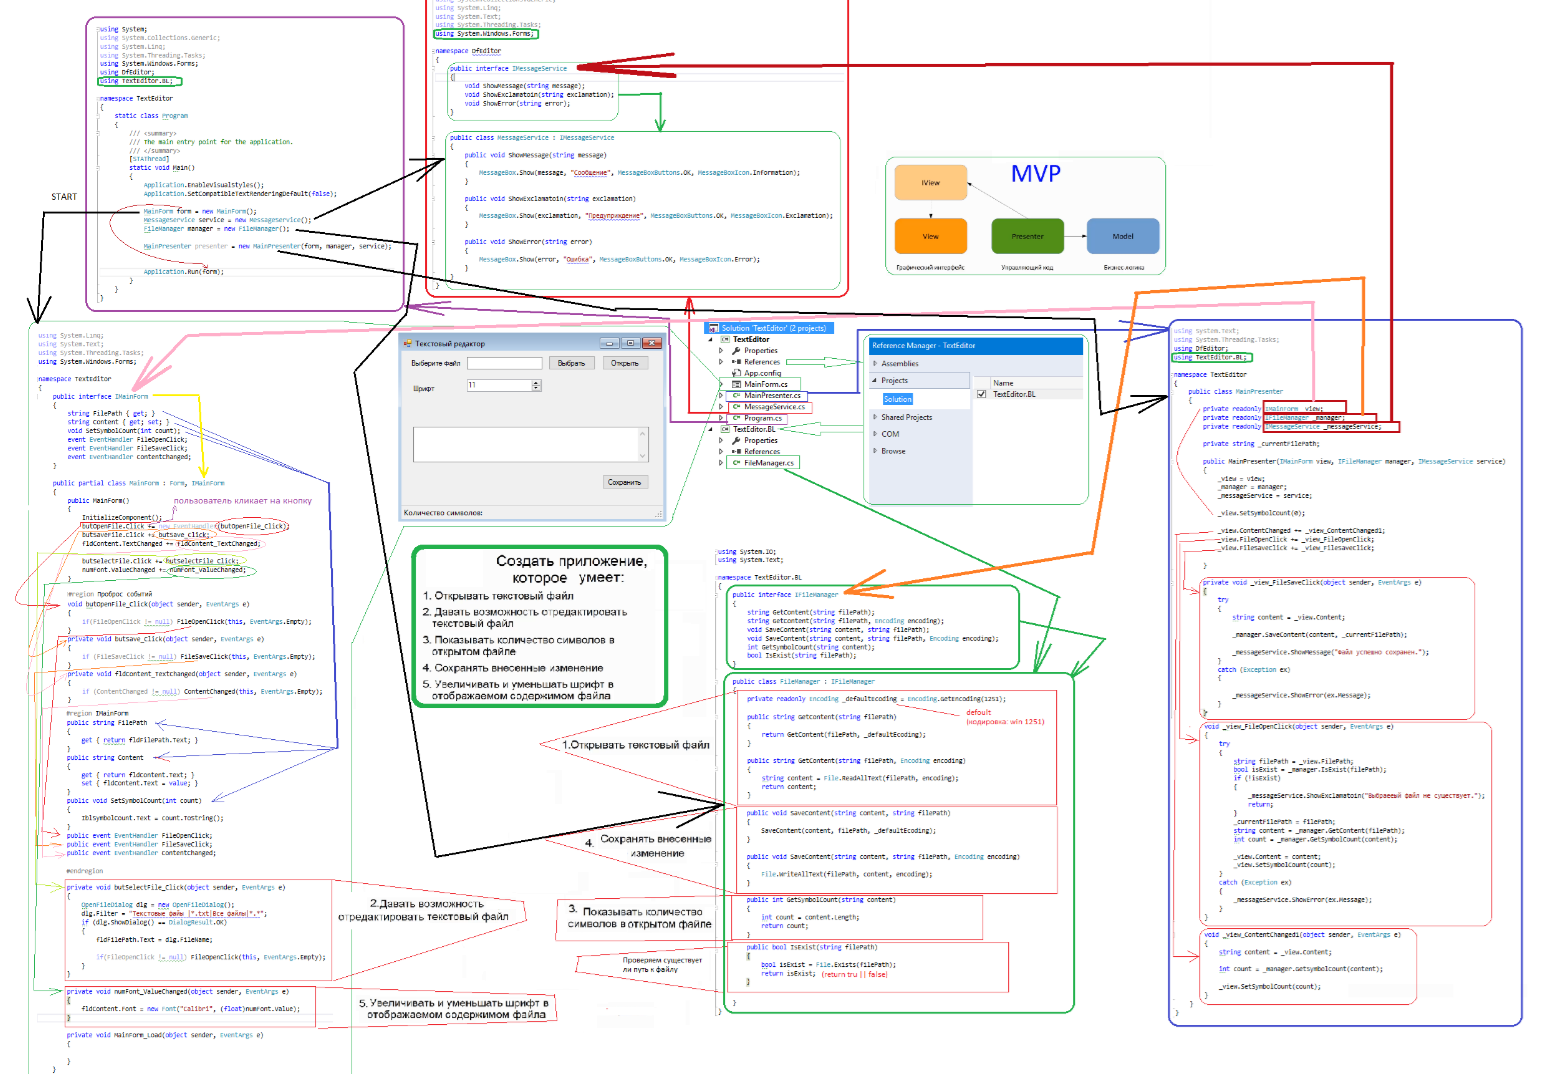 using System;
using System.Collections.Generic;
using System.Linq;
using System.Threading.Tasks;
using System.Windows.Forms;
using DfEditor;
using TextEditor.BL;
namespace TextEditor
{
static class Program
{
/// <summary>
/// The main entry point for the application.
/// </summary>
[STAThread]
static void Main()
{
Application.EnableVisualStyles();
Application.SetCompatibleTextRenderingDefault(false);
START
MainForm form = new MainForm();
MessageService service = new MessageService();
FileManager manager = new FileManager();
MainPresenter presenter = new MainPresenter(form, manager, service);
Application.Run(form);
}
}
}
using System.Linq;
using System.Text;
using System.Threading.Tasks;
using System.Windows.Forms;
namespace DfEditor
{
public interface IMessageService
{
void ShowMessage(string message);
void ShowExclamatoin(string exclamation);
void ShowError(string error);
}
public class MessageService : IMessageService
{
public void ShowMessage(string message)
{
MessageBox.Show(message, "Сообщение", MessageBoxButtons.OK, MessageBoxIcon.Information);
}
public void ShowExclamatoin(string exclamation)
{
MessageBox.Show(exclamation, "Предуприждение", MessageBoxButtons.OK, MessageBoxIcon.Exclamation);
}
public void ShowError(string error)
{
MessageBox.Show(error, "Ошибка", MessageBoxButtons.OK, MessageBoxIcon.Error);
}
}
}
MVP
IView
View
Presenter
Model
Графический интерфейс
Управляющий код
Бизнес-логика
using System.Linq;
using System.Text;
using System.Threading.Tasks;
using System.Windows.Forms;
namespace TextEditor
{
public interface IMainForm
{
string FilePath { get; }
string Content { get; set; }
void SetSymbolCount(int count);
event EventHandler FileOpenClick;
event EventHandler FileSaveClick;
event EventHandler ContentChanged;
}
public partial class MainForm : Form, IMainForm
{
public MainForm()
пользователь кликает на кнопку
{
InitializeComponent();
butOpenFile.Click += new EventHandler(butOpenFile_Click);
butSaveFile.Click += butSave_Click;
fldContent.TextChanged += fldContent_TextChanged;
butSelectFile.Click += butSelectFile_Click;
numFont.ValueChanged += numFont_ValueChanged;
}
#region Проброс событий
void butOpenFile_Click(object sender, EventArgs e)
{
if(FileOpenClick != null) FileOpenClick(this, EventArgs.Empty);
}
private void butSave_Click(object sender, EventArgs e)
{
if (FileSaveClick != null) FileSaveClick(this, EventArgs.Empty);
}
private void fldContent_TextChanged(object sender, EventArgs e)
{
if (ContentChanged != null) ContentChanged(this, EventArgs.Empty);
}
#region IMainForm
public string FilePath
{
get { return fldFilePath.Text; }
}
public string Content
{
get { return fldContent.Text; }
set { fldContent.Text = value; }
}
public void SetSymbolCount(int count)
{
lblSymbolCount.Text = count.ToString();
}
public event EventHandler FileOpenClick;
public event EventHandler FileSaveClick;
public event EventHandler ContentChanged;
#endregion
private void butSelectFile_Click(object sender, EventArgs e)
{
OpenFileDialog dlg = new OpenFileDialog();
dlg.Filter = "Текстовые файы |*.txt|Все файлы|*.*";
if (dlg.ShowDialog() == DialogResult.OK)
{
fldFilePath.Text = dlg.FileName;
if(FileOpenClick != null) FileOpenClick(this, EventArgs.Empty);
}
}
private void numFont_ValueChanged(object sender, EventArgs e)
{
fldContent.Font = new Font("Calibri", (float)numFont.Value);
}
private void MainForm_Load(object sender, EventArgs e)
{
}
}
Текстовый редактор
Выберите файл
Выбрать
Открыть
Шрифт
11
Сохранить
Количество символов:
Solution 'TextEditor' (2 projects)
TextEditor
Properties
References
App.config
MainForm.cs
MainPresenter.cs
MessageService.cs
Program.cs
TextEditor.BL
Properties
References
FileManager.cs
Reference Manager - TextEditor
Assemblies
Projects
Solution
Shared Projects
COM
Browse
Name
TextEditor.BL
Создать приложение,
которое умеет:
1. Открывать текстовый файл
2. Давать возможность отредактировать
текстовый файл
3. Показывать количество символов в
открытом файле
4. Сохранять внесенные изменение
5. Увеличивать и уменьшать шрифт в
отображаемом содержимом файла
1.Открывать текстовый файл
4. Сохранять внесенные
изменение
2.Давать возможность
отредактировать текстовый файл
3. Показывать количество
символов в открытом файле
Проверяем существует
ли путь к файлу
5. Увеличивать и уменьшать шрифт в
отображаемом содержимом файла
using System.IO;
using System.Text;
namespace TextEditor.BL
{
public interface IFileManager
{
string GetContent(string filePath);
string GetContent(string filePath, Encoding encoding);
void SaveContent(string content, string filePath);
void SaveContent(string content, string filePath, Encoding encoding);
int GetSymbolCount(string content);
bool IsExist(string filePath);
}
public class FileManager : IFileManager
{
private readonly Encoding _defaultEcoding = Encoding.GetEncoding(1251);
default
(кодировка: win 1251)
public string GetContent(string filePath)
{
return GetContent(filePath, _defaultEcoding);
}
public string GetContent(string filePath, Encoding encoding)
{
string content = File.ReadAllText(filePath, encoding);
return content;
}
public void SaveContent(string content, string filePath)
{
SaveContent(content, filePath, _defaultEcoding);
}
public void SaveContent(string content, string filePath, Encoding encoding)
{
File.WriteAllText(filePath, content, encoding);
}
public int GetSymbolCount(string content)
{
int count = content.Length;
return count;
}
public bool IsExist(string filePath)
{
bool isExist = File.Exists(filePath);
return isExist; (return tru || false)
}
}
}
using System.Text;
using System.Threading.Tasks;
using DfEditor;
using TextEditor.BL;
namespace TextEditor
{
public class MainPresenter
{
private readonly IMainForm _view;
private readonly IFileManager _manager;
private readonly IMessageService _messageService;
private string _currentFilePath;
public MainPresenter(IMainForm view, IFileManager manager, IMessageService service)
{
_view = view;
_manager = manager;
_messageService = service;
_view.SetSymbolCount(0);
_view.ContentChanged += _view_ContentChanged1;
_view.FileOpenClick += _view_FileOpenClick;
_view.FileSaveClick += _view_FileSaveClick;
}
private void _view_FileSaveClick(object sender, EventArgs e)
{
try
{
string content = _view.Content;
_manager.SaveContent(content, _currentFilePath);
_messageService.ShowMessage("Файл успешно сохранен.");
}
catch (Exception ex)
{
_messageService.ShowError(ex.Message);
}
}
void _view_FileOpenClick(object sender, EventArgs e)
{
try
{
string filePath = _view.FilePath;
bool isExist = _manager.IsExist(filePath);
if (!isExist)
{
_messageService.ShowExclamatoin("Выбраееый файл не существует.");
return;
}
_currentFilePath = filePath;
string content = _manager.GetContent(filePath);
int count = _manager.GetSymbolCount(content);
_view.Content = content;
_view.SetSymbolCount(count);
}
catch (Exception ex)
{
_messageService.ShowError(ex.Message);
}
}
void _view_ContentChanged1(object sender, EventArgs e)
{
string content = _view.Content;
int count = _manager.GetSymbolCount(content);
_view.SetSymbolCount(count);
}
}
}